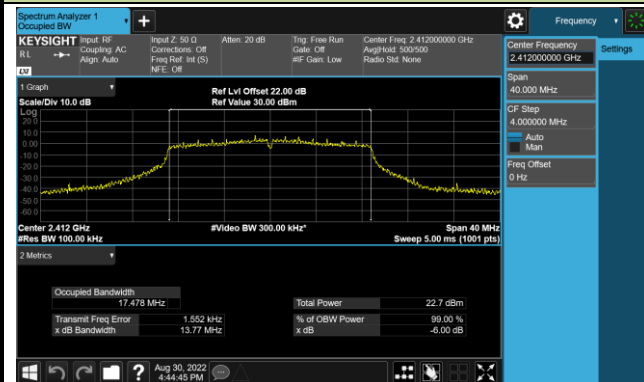 Spectrum Analyzer 1
Occupied BW
+
Frequency
KEYSIGHT
Input: RF
Coupling: AC
Align: Auto
Input Z: 50 Ω
Corrections: Off
Freq Ref: Int (S)
NFE: Off
Atten: 20 dB
Trig: Free Run
Gate: Off
#IF Gain: Low
Center Freq: 2.412000000 GHz
Avg|Hold: 500/500
Radio Std: None
RL
Center Frequency
2.412000000 GHz
Settings
Span
40.000 MHz
CF Step
4.000000 MHz
Auto
Man
Freq Offset
0 Hz
1 Graph
Scale/Div 10.0 dB
Ref Lvl Offset 22.00 dB
Ref Value 30.00 dBm
Log
20.0
10.0
0.00
-10.0
-20.0
-30.0
-40.0
-50.0
-60.0
Center 2.412 GHz
#Video BW 300.00 kHz*
Span 40 MHz
#Res BW 100.00 kHz
Sweep 5.00 ms (1001 pts)
2 Metrics
Occupied Bandwidth
17.478 MHz
Total Power 22.7 dBm
Transmit Freq Error 1.552 kHz
% of OBW Power 99.00 %
x dB Bandwidth 13.77 MHz
x dB -6.00 dB
?
Aug 30, 2022
4:44:45 PM